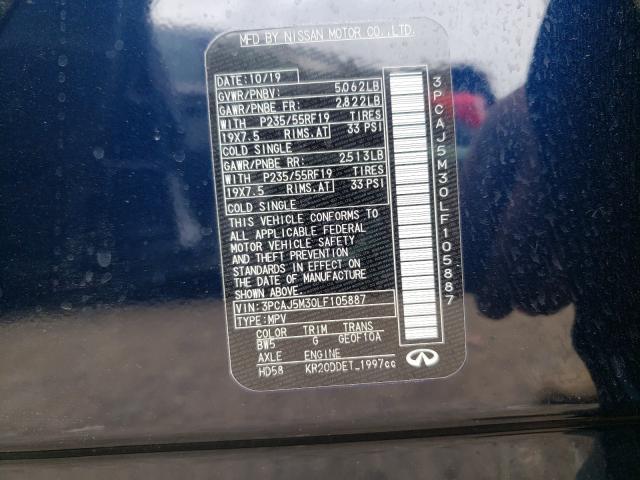 MFD BY NISSAN MOTOR CO.,LTD.
DATE: 10/19
GVWR/PNBV: 5,062LB
GAWR/PNBE FR: 2,822LB
WITH P235/55RF19 TIRES
19X7.5 RIMS.AT 33 PSI
COLD SINGLE
GAWR/PNBE RR: 2513LB
WITH P235/55RF19 TIRES
19X7.5 RIMS.AT 33 PSI
COLD SINGLE
THIS VEHICLE CONFORMS TO
ALL APPLICABLE FEDERAL
MOTOR VEHICLE SAFETY
AND THEFT PREVENTION
STANDARDS IN EFFECT ON
THE DATE OF MANUFACTURE
SHOWN ABOVE
VIN: 3PCAJ5M30LF105887
TYPE: MPV
COLOR TRIM TRANS
BW5 G GE0F10A
AXLE ENGINE
HD58 KR20DDET_1997cc
3PCAJ5M30LF105887